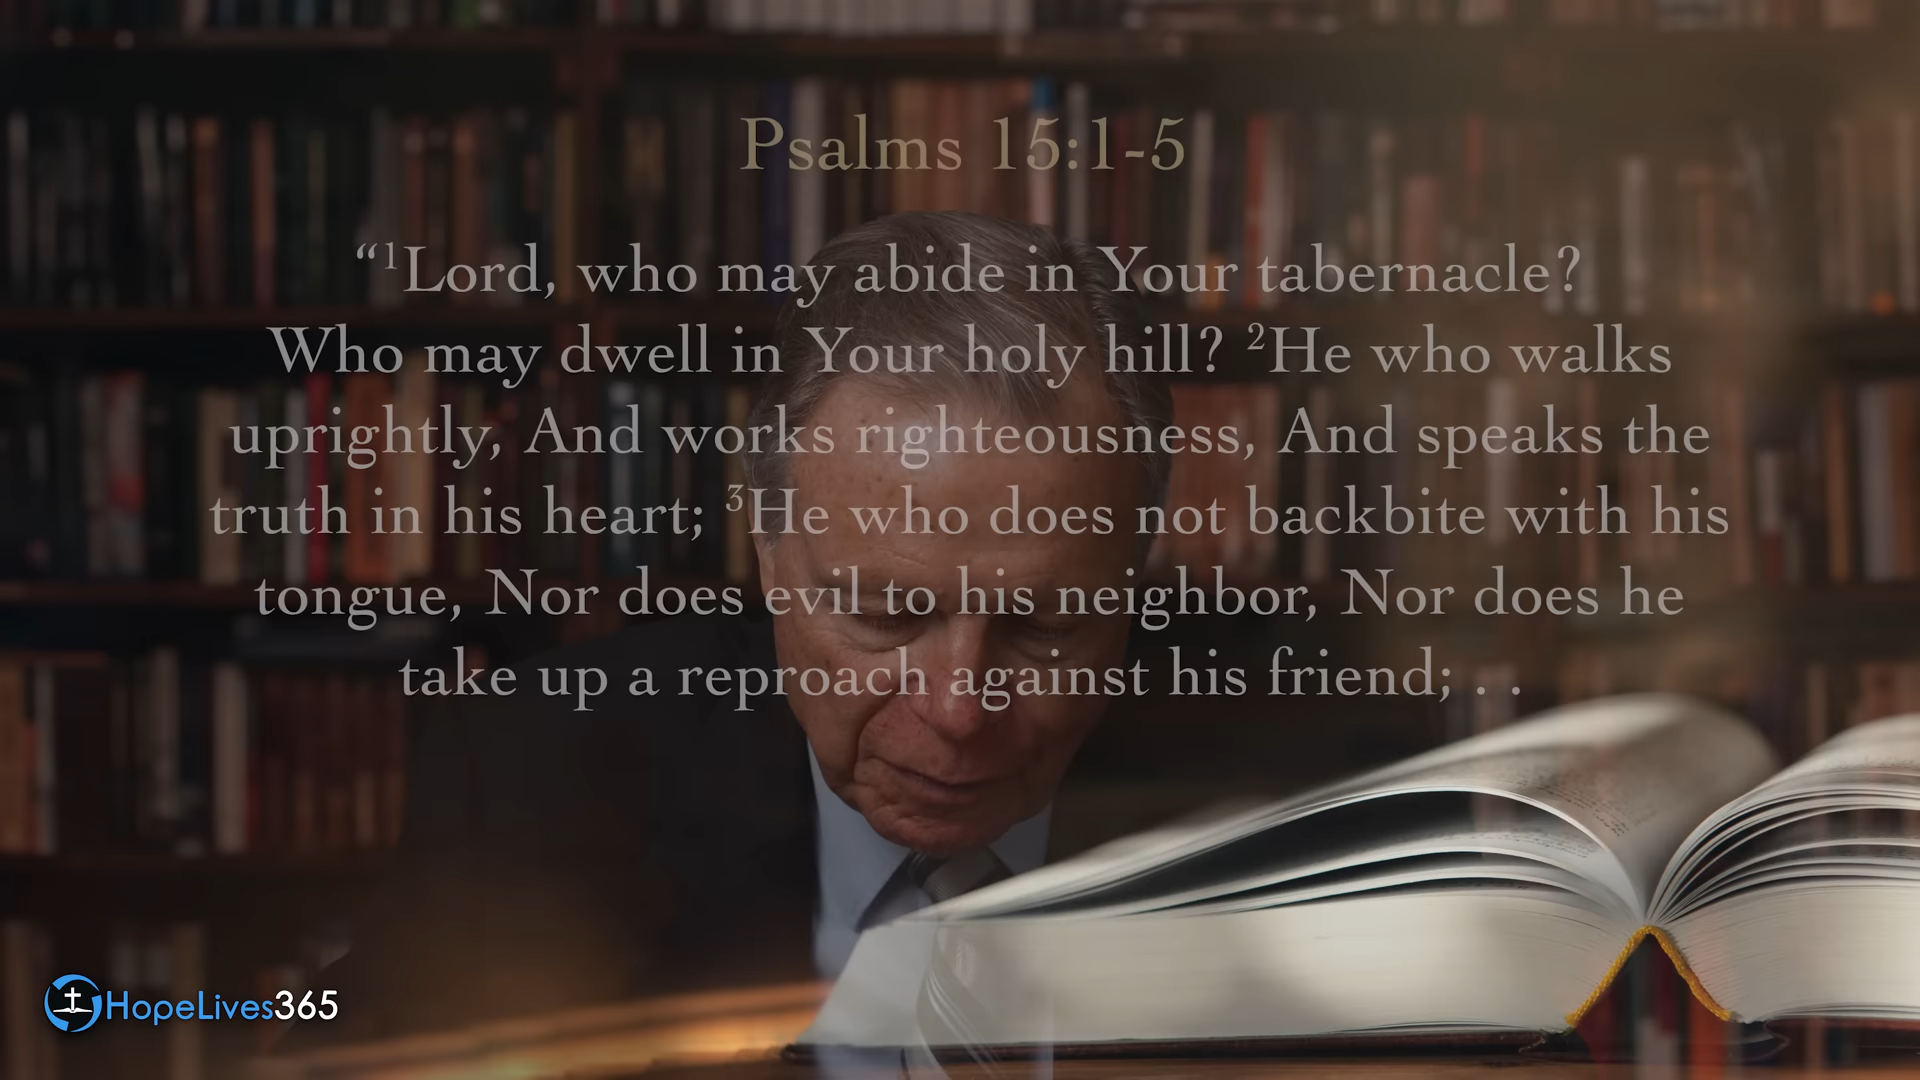 Psalms 15:1-5
“¹Lord, who may abide in Your tabernacle?
Who may dwell in Your holy hill? ²He who walks
uprightly, And works righteousness, And speaks the
truth in his heart; ³He who does not backbite with his
tongue, Nor does evil to his neighbor, Nor does he
take up a reproach against his friend; . .
HopeLives365